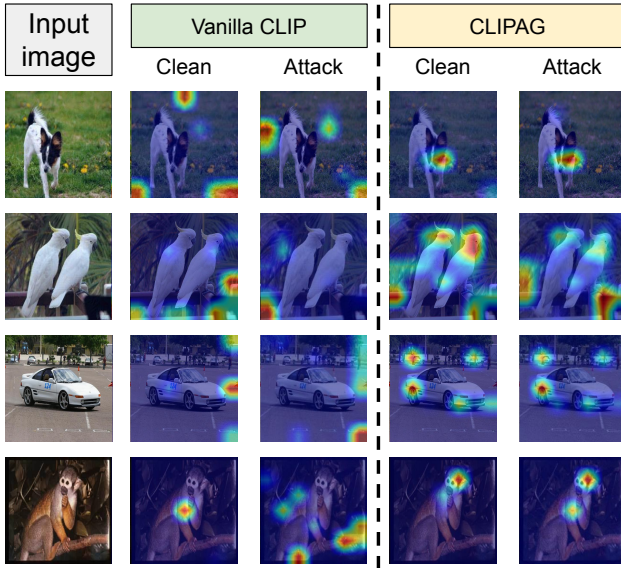 Input
image
Vanilla CLIP
CLIPAG
Clean
Attack
Clean
Attack